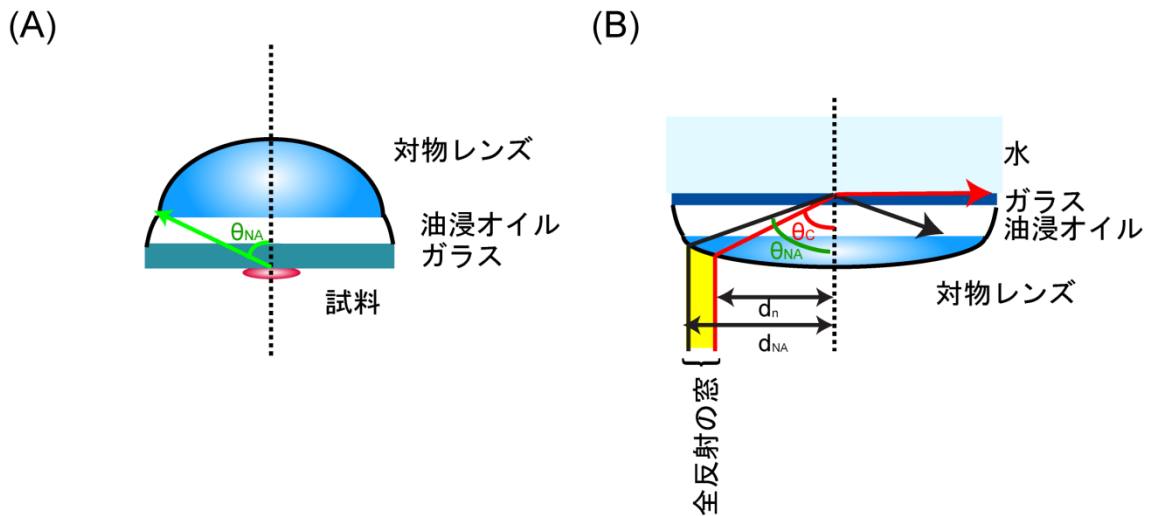 (A)
対物レンズ
θNA
油浸オイル
ガラス
試料
(B)
水
ガラス
油浸オイル
θC
θNA
対物レンズ
dn
dNA
全反射の窓